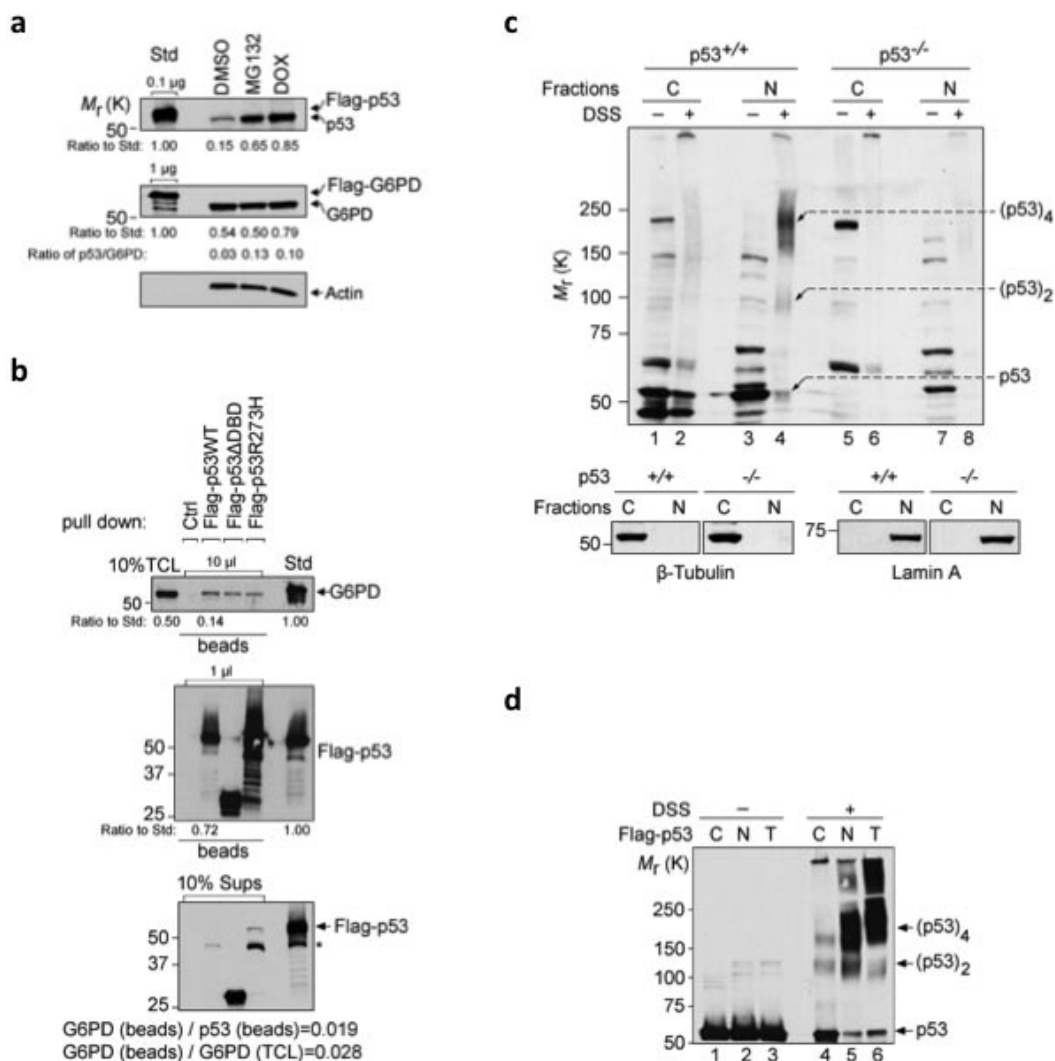 a
Std
DMSO
MG132
DOX
0.1 µg
Mr (K)
Flag-p53
p53
50
Ratio to Std: 1.00 0.15 0.65 0.85
1 µg
Flag-G6PD
G6PD
50
Ratio to Std: 1.00 0.54 0.50 0.79
Ratio of p53/G6PD: 0.03 0.13 0.10
Actin
b
pull down:
Ctrl
Flag-p53WT
Flag-p53ΔDBD
Flag-p53R273H
10%TCL 10 µl Std
50
G6PD
Ratio to Std: 0.50 0.14 1.00
beads
1 µl
50
37
25
Flag-p53
Ratio to Std: 0.72 1.00
beads
10% Sups
50
37
25
Flag-p53
*
G6PD (beads) / p53 (beads)=0.019
G6PD (beads) / G6PD (TCL)=0.028
c
p53+/+ p53-/-
Fractions C N C N
DSS – + – + – + – +
Mr (K)
250
150
100
75
50
(p53)4
(p53)2
p53
1 2 3 4 5 6 7 8
p53 +/+ -/- +/+ -/-
Fractions C N C N C N C N
50
75
β-Tubulin Lamin A
d
DSS – +
Flag-p53 C N T C N T
Mr (K)
250
150
100
75
50
(p53)4
(p53)2
p53
1 2 3 4 5 6